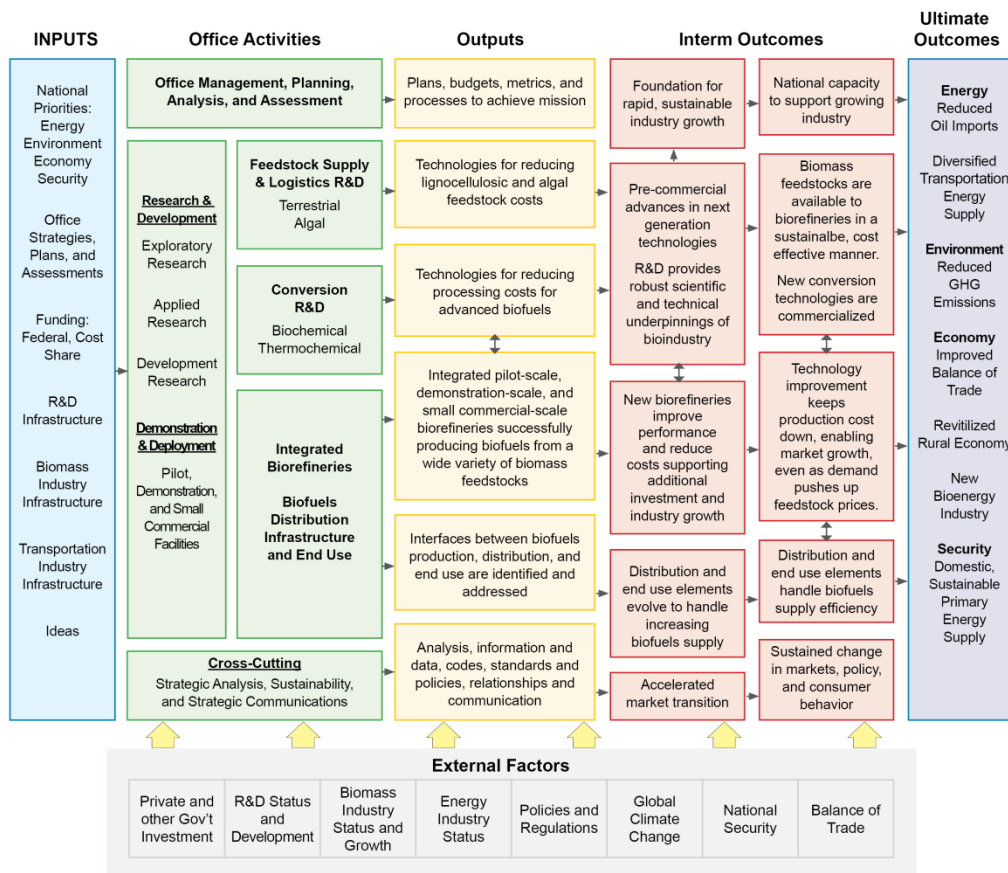 INPUTS
National
Priorities:
Energy
Environment
Economy
Security
Office
Strategies,
Plans, and
Assessments
Funding:
Federal, Cost
Share
R&D
Infrastructure
Biomass
Industry
Infrastructure
Transportation
Industry
Infrastructure
Ideas
Office Activities
Office Management, Planning,
Analysis, and Assessment
Research &
Development
Exploratory
Research
Applied
Research
Development
Research
Demonstration
& Deployment
Pilot,
Demonstration,
and Small
Commercial
Facilities
Feedstock Supply
& Logistics R&D
Terrestrial
Algal
Conversion
R&D
Biochemical
Thermochemical
Integrated
Biorefineries
Biofuels
Distribution
Infrastructure
and End Use
Cross-Cutting
Strategic Analysis, Sustainability,
and Strategic Communications
Outputs
Plans, budgets, metrics, and
processes to achieve mission
Technologies for reducing
lignocellulosic and algal
feedstock costs
Technologies for reducing
processing costs for
advanced biofuels
Integrated pilot-scale,
demonstration-scale, and
small commercial-scale
biorefineries successfully
producing biofuels from a
wide variety of biomass
feedstocks
Interfaces between biofuels
production, distribution, and
end use are identified and
addressed
Analysis, information and
data, codes, standards and
policies, relationships and
communication
Interm Outcomes
Foundation for
rapid, sustainable
industry growth
Pre-commercial
advances in next
generation
technologies
R&D provides
robust scientific
and technical
underpinnings of
bioindustry
New biorefineries
improve
performance
and reduce
costs supporting
additional
investment and
industry growth
Distribution and
end use elements
evolve to handle
increasing
biofuels supply
Accelerated
market transition
National capacity
to support growing
industry
Biomass
feedstocks are
available to
biorefineries in a
sustainalbe, cost
effective manner.
New conversion
technologies are
commercialized
Technology
improvement
keeps
production cost
down, enabling
market growth,
even as demand
pushes up
feedstock prices.
Distribution and
end use elements
handle biofuels
supply efficiency
Sustained change
in markets, policy,
and consumer
behavior
Ultimate
Outcomes
Energy
Reduced
Oil Imports
Diversified
Transportation
Energy
Supply
Environment
Reduced
GHG
Emissions
Economy
Improved
Balance of
Trade
Revitilized
Rural Economy
New
Bioenergy
Industry
Security
Domestic,
Sustainable
Primary
Energy
Supply
External Factors
Private and
other Gov't
Investment
R&D Status
and
Development
Biomass
Industry
Status and
Growth
Energy
Industry
Status
Policies and
Regulations
Global
Climate
Change
National
Security
Balance of
Trade